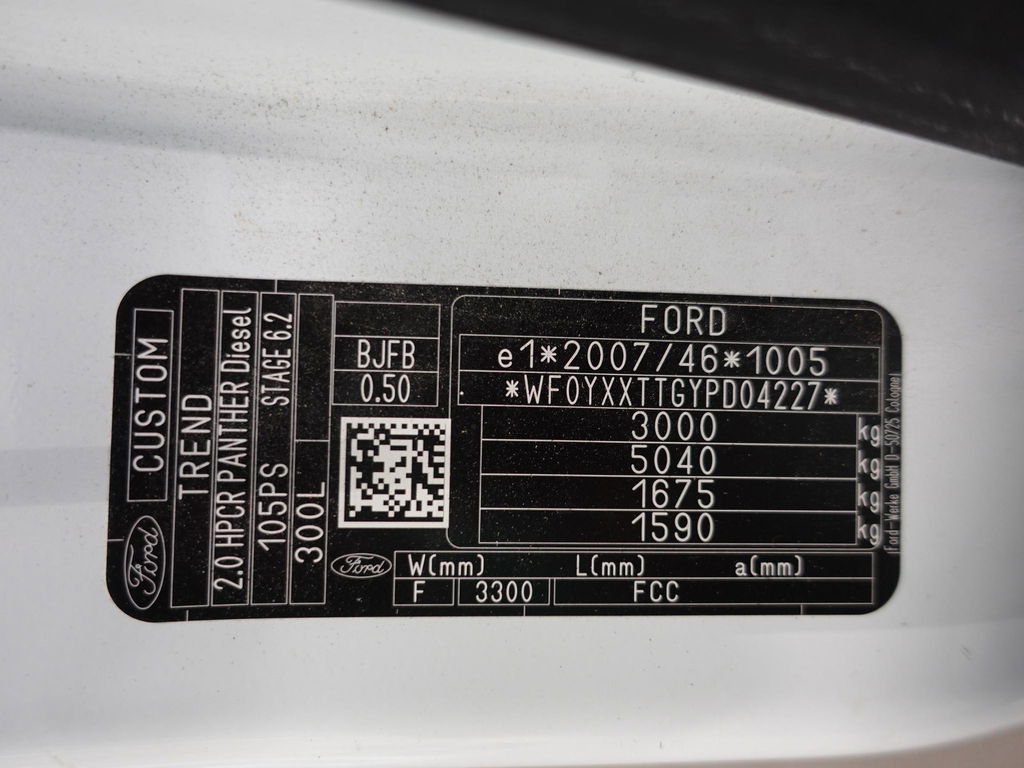 FORD
e1*2007/46*1005
*WF0YXXTTGYPD04227*
3000 kg
5040 kg
1675 kg
1590 kg
BJFB
0.50
Ford
W(mm) L(mm) a(mm)
F 3300 FCC
Ford
CUSTOM
TREND
2.0 HPCR PANTHER Diesel
105PS STAGE 6.2
300L
Ford-Werke GmbH D-50725 Cologne